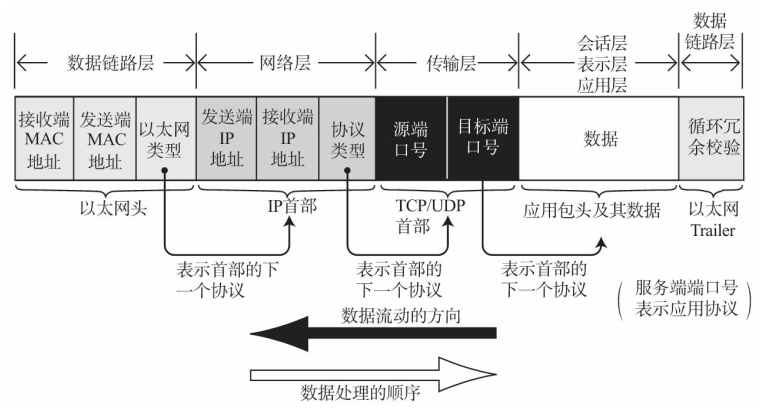 数据链路层
网络层
传输层
会话层
表示层
应用层
数据
链路层
接收端
MAC
地址
发送端
MAC
地址
以太网
类型
发送端
IP
地址
接收端
IP
地址
协议
类型
源端
口号
目标端
口号
数据
循环冗
余校验
以太网头
IP首部
TCP/UDP
首部
应用包头及其数据
以太网
Trailer
表示首部的下
一个协议
表示首部的
下一个协议
表示首部的
下一个协议
(服务端端口号
表示应用协议)
数据流动的方向
数据处理的顺序